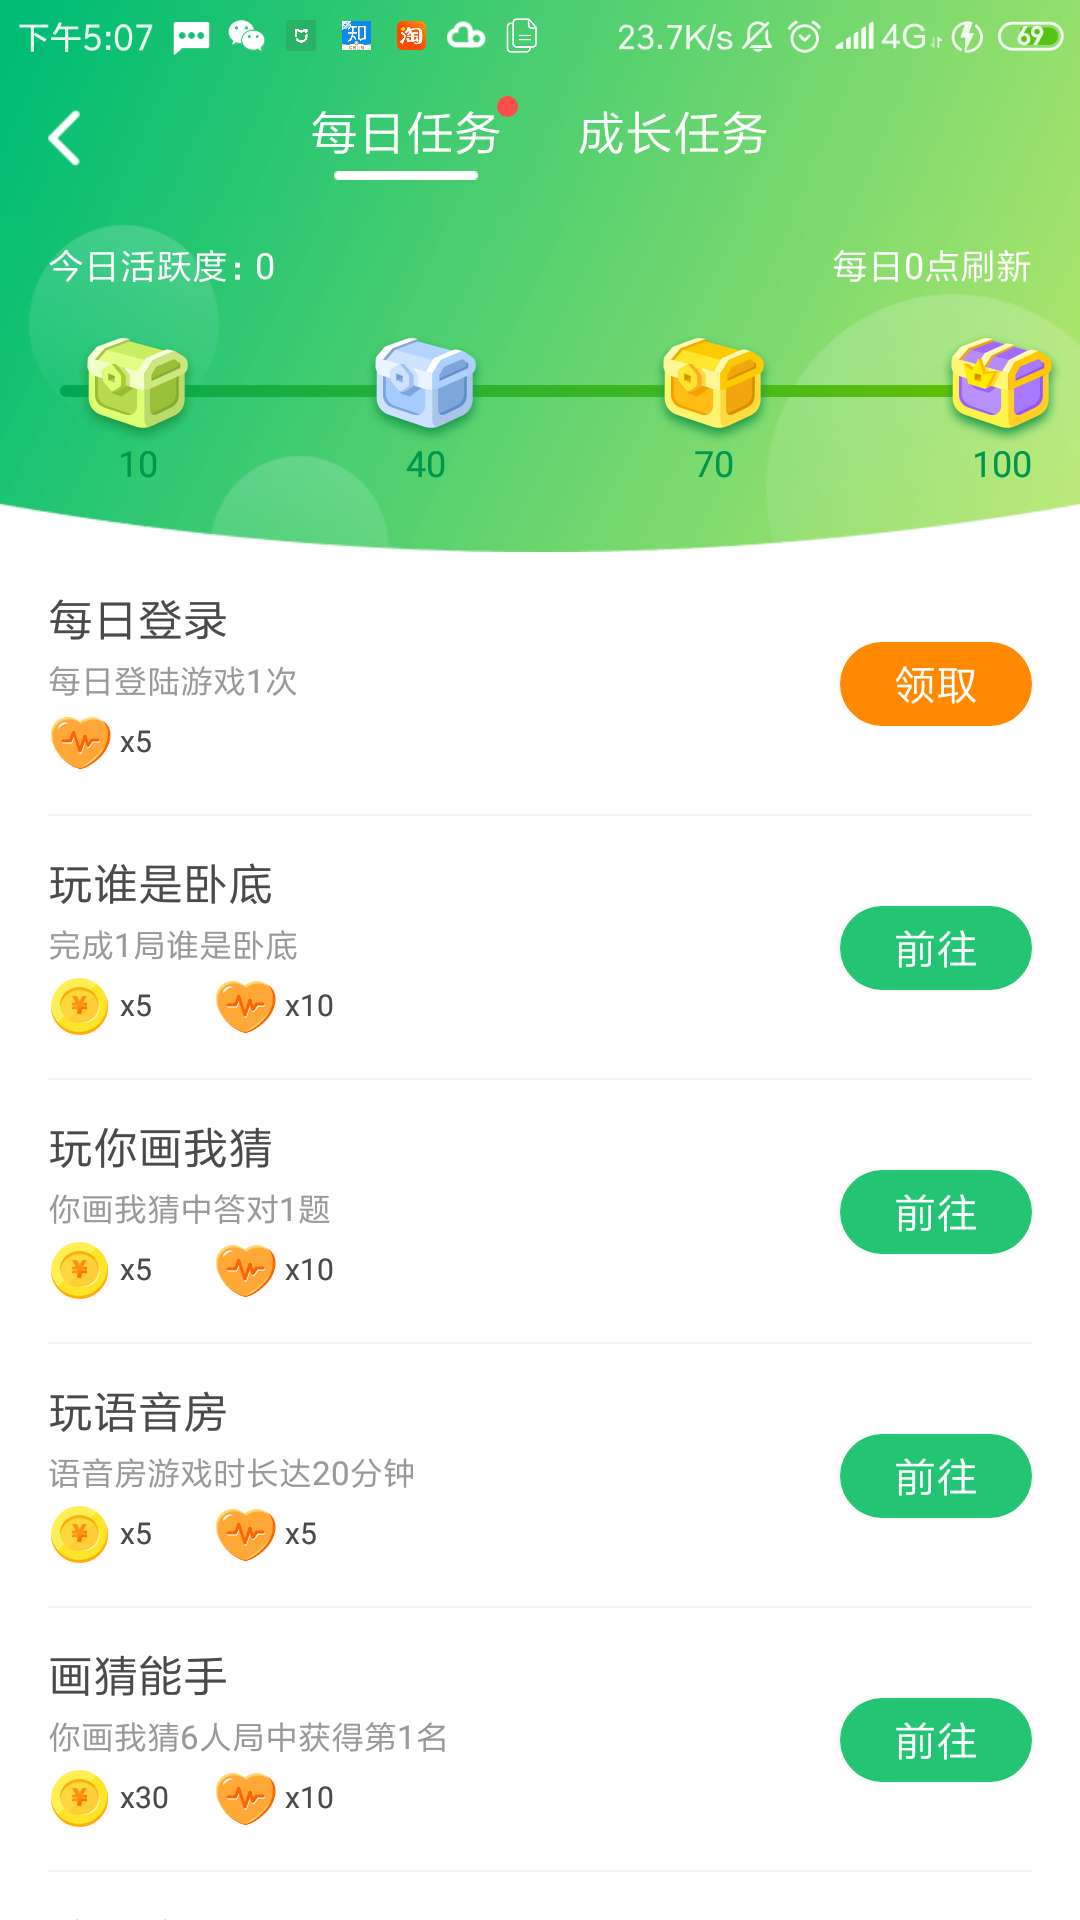 下午5:07 知 淘 23.7K/s 4G 69
每日任务 成长任务
今日活跃度: 0 每日0点刷新
10 40 70 100
每日登录
每日登陆游戏1次
领取
x5
玩谁是卧底
完成1局谁是卧底
前往
x5 x10
玩你画我猜
你画我猜中答对1题
前往
x5 x10
玩语音房
语音房游戏时长达20分钟
前往
x5 x5
画猜能手
你画我猜6人局中获得第1名
前往
x30 x10